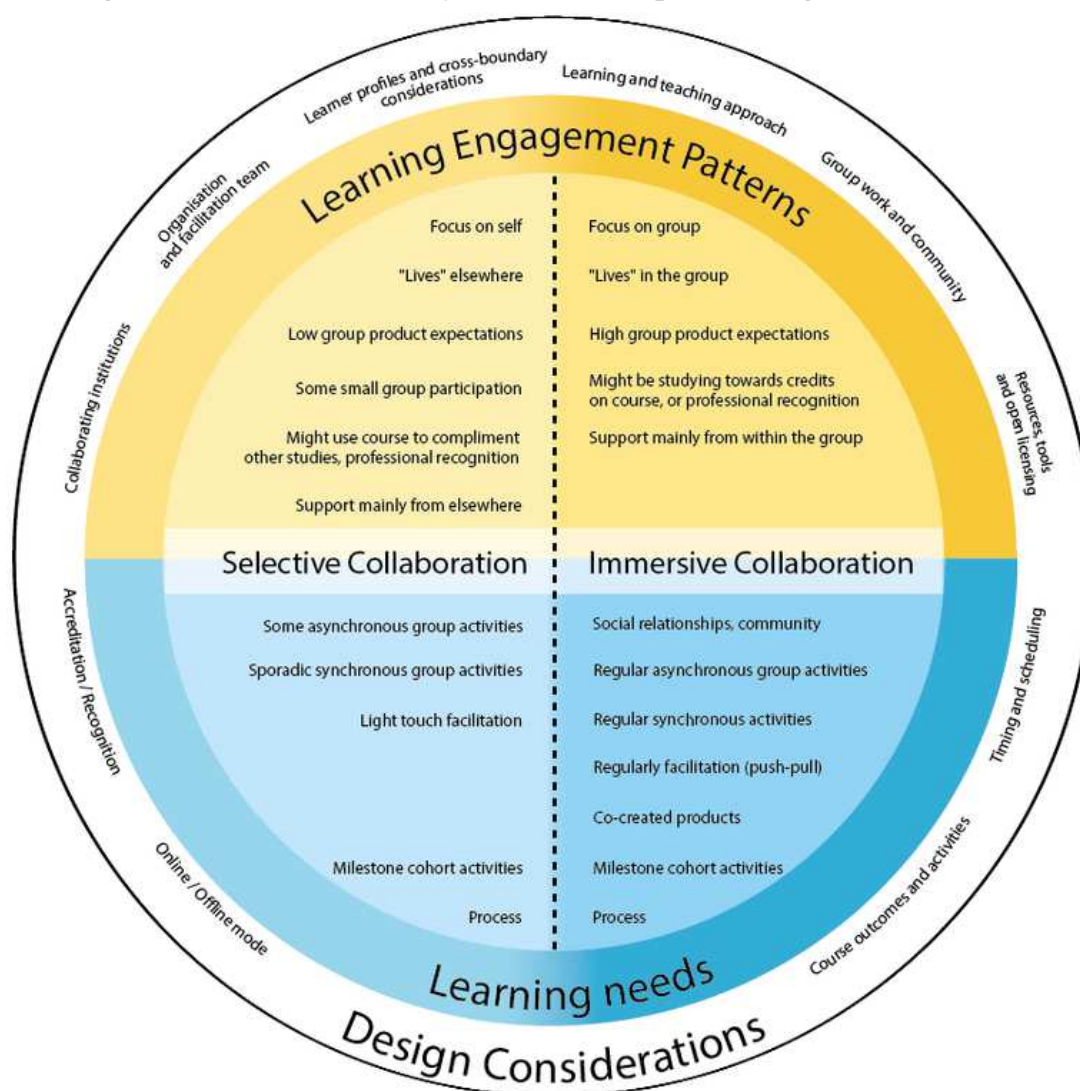 Learner profiles and cross-boundary
considerations
Learning and teaching approach
Organisation
and facilitation team
Group work and community
Collaborating institutions
Resources, tools
and open licensing
Learning Engagement Patterns
Focus on self
Focus on group
"Lives" elsewhere
"Lives" in the group
Low group product expectations
High group product expectations
Some small group participation
Might be studying towards credits
on course, or professional recognition
Might use course to compliment
other studies, professional recognition
Support mainly from within the group
Support mainly from elsewhere
Selective Collaboration
Immersive Collaboration
Some asynchronous group activities
Social relationships, community
Sporadic synchronous group activities
Regular asynchronous group activities
Light touch facilitation
Regular synchronous activities
Regularly facilitation (push-pull)
Co-created products
Milestone cohort activities
Milestone cohort activities
Process
Process
Accreditation / Recognition
Timing and scheduling
Online / Offline mode
Course outcomes and activities
Learning needs
Design Considerations